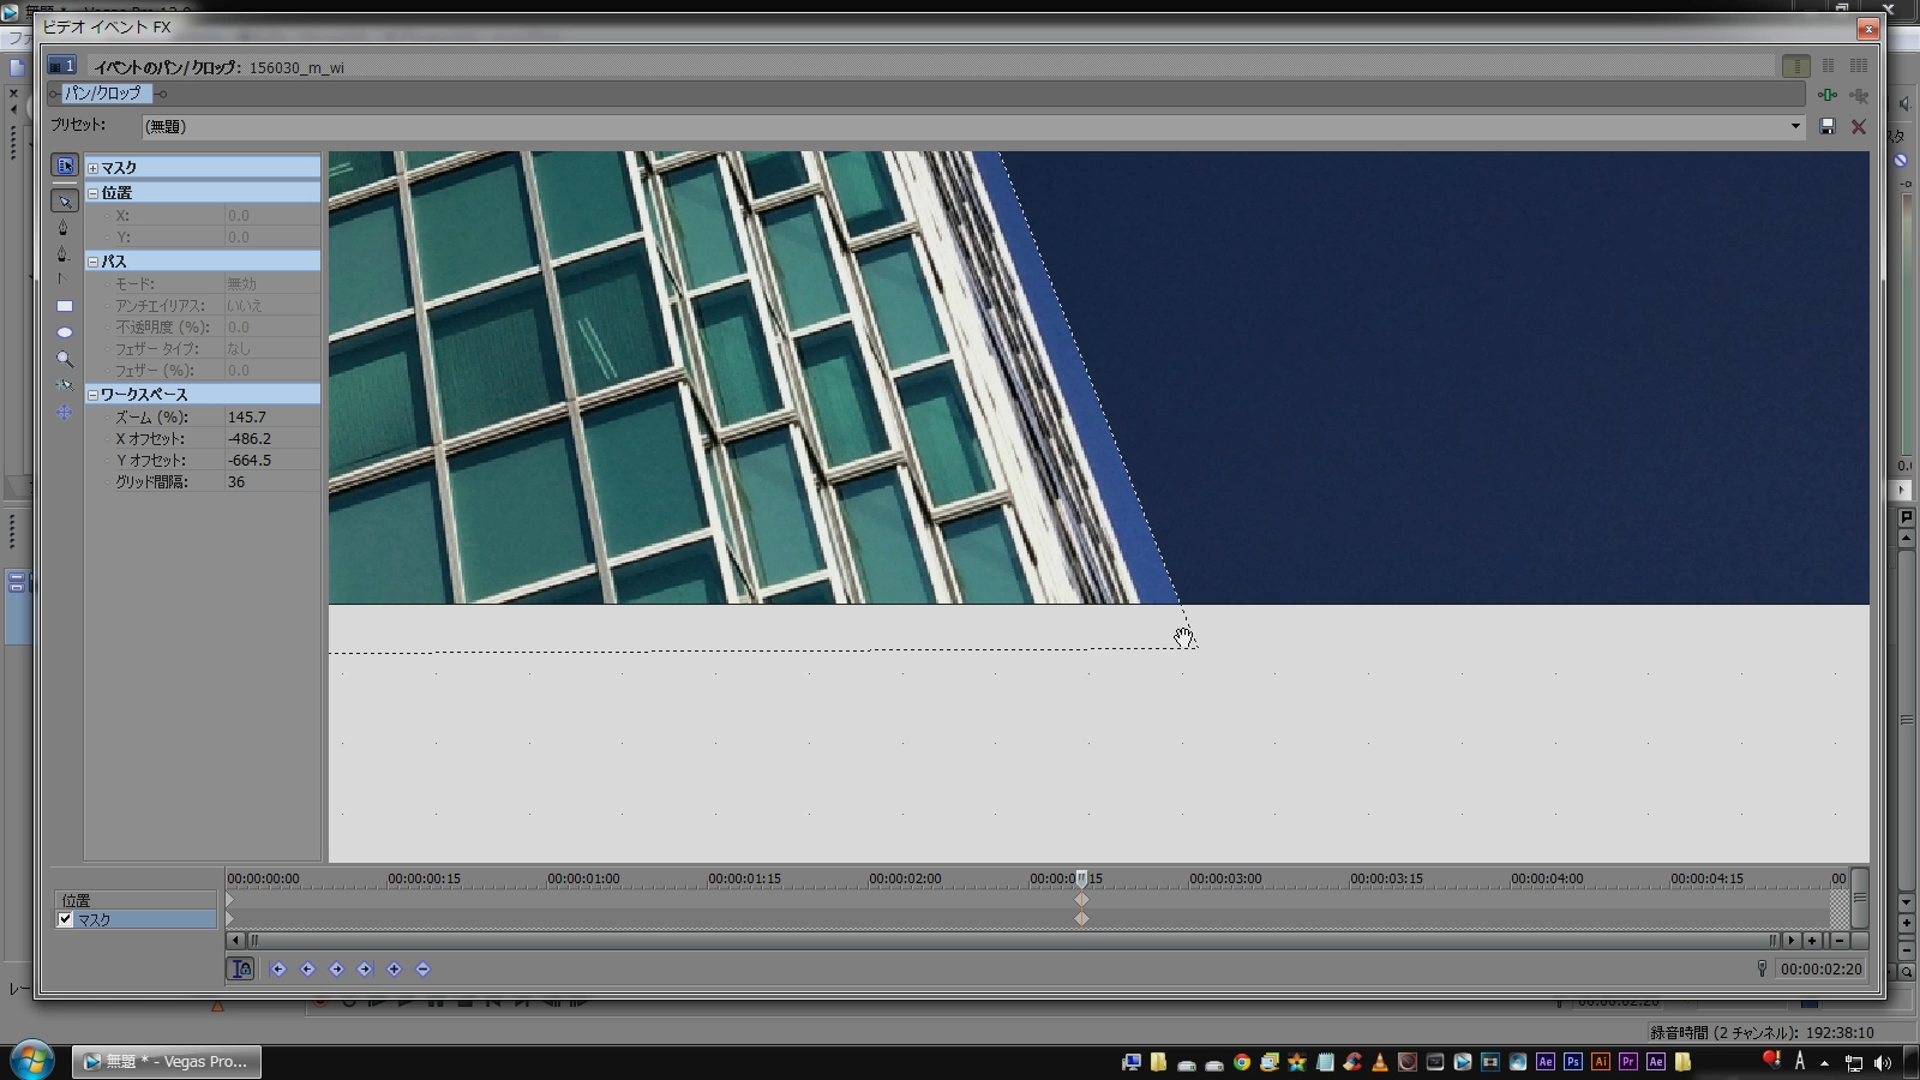 ビデオ イベント FX
1 イベントのパン/クロップ: 156030_m_wi
パン/クロップ
プリセット:
(無題)
マスク
位置
X: 0.0
Y: 0.0
パス
モード: 無効
アンチエイリアス: いいえ
不透明度 (%): 0.0
フェザー タイプ: なし
フェザー (%): 0.0
ワークスペース
ズーム (%): 145.7
X オフセット: -486.2
Y オフセット: -664.5
グリッド間隔: 36
00:00:00:00 00:00:00:15 00:00:01:00 00:00:01:15 00:00:02:00 15 00:00:03:00 00:00:03:15 00:00:04:00 00:00:04:15 00
位置
マスク
00:00:02:20
録音時間 (2 チャンネル): 192:38:10
無題 * - Vegas Pro...
Ae Ps Ai Pr Ae
A